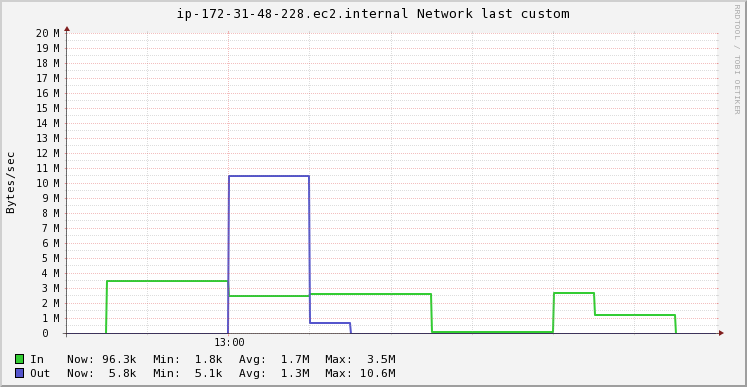 ip-172-31-48-228.ec2.internal Network last custom
RRDTOOL / TOBI OETIKER
Bytes/sec
20 M
19 M
18 M
17 M
16 M
15 M
14 M
13 M
12 M
11 M
10 M
9 M
8 M
7 M
6 M
5 M
4 M
3 M
2 M
1 M
0
13:00
In Now: 96.3k Min: 1.8k Avg: 1.7M Max: 3.5M
Out Now: 5.8k Min: 5.1k Avg: 1.3M Max: 10.6M